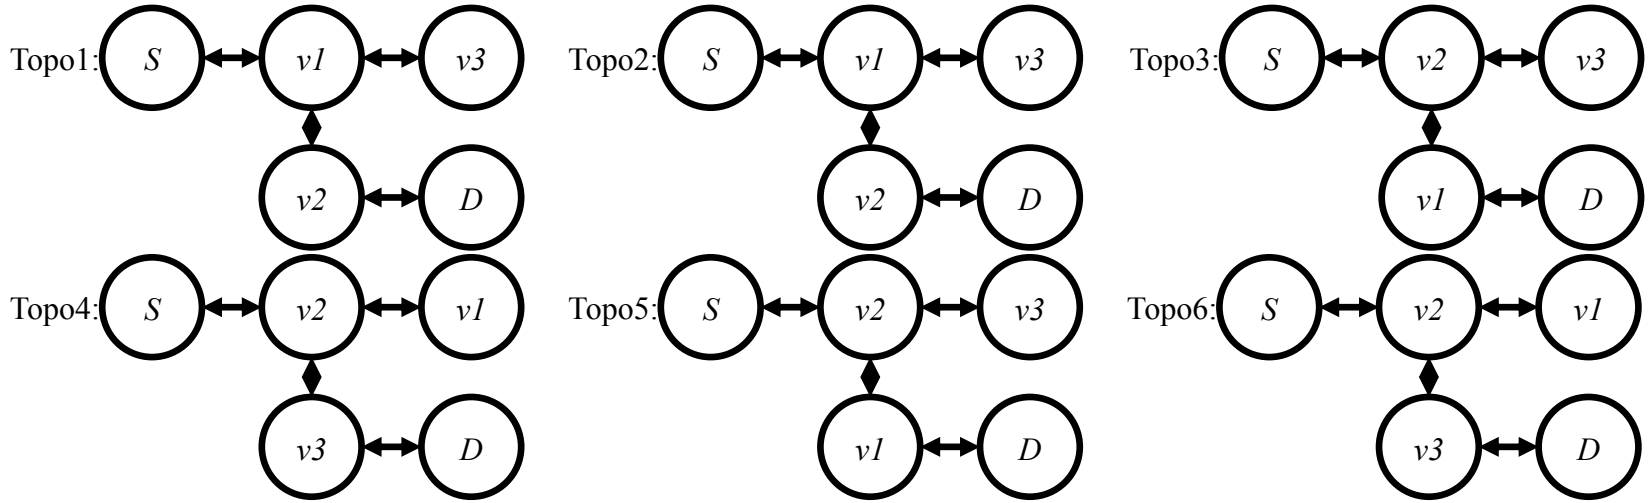 Topo1: S v1 v3 Topo2: S v1 v3 Topo3: S v2 v3
v2 D v2 D v1 D
Topo4: S v2 v1 Topo5: S v2 v3 Topo6: S v2 v1
v3 D v1 D v3 D